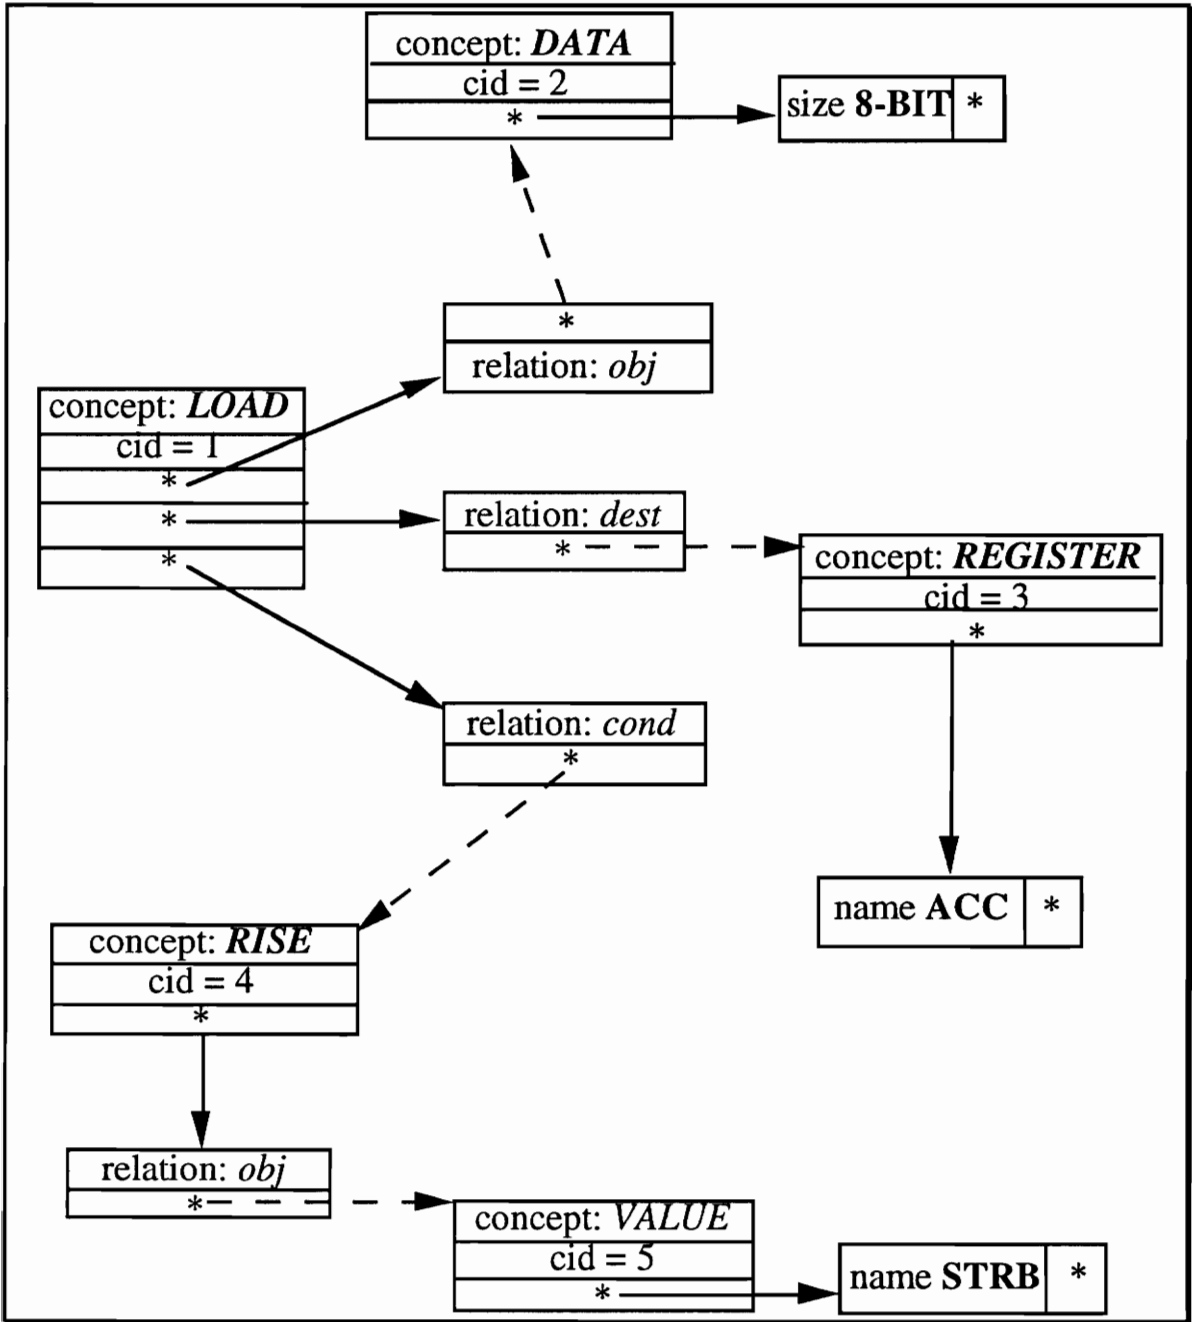 concept: DATA
cid = 2
*
size 8-BIT *
*
relation: obj
concept: LOAD
cid = 1
*
*
*
relation: dest
*
concept: REGISTER
cid = 3
*
relation: cond
*
name ACC *
concept: RISE
cid = 4
*
relation: obj
*
concept: VALUE
cid = 5
*
name STRB *